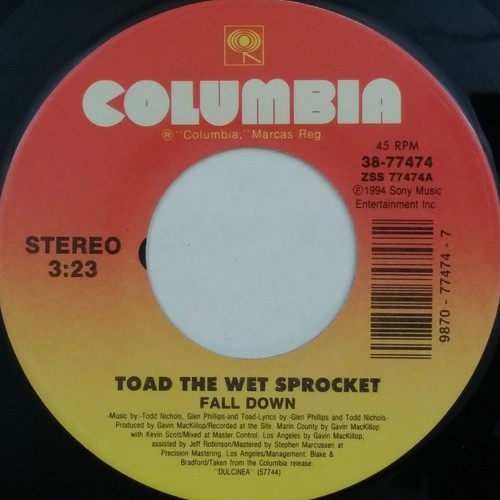 COLUMBIA
® "Columbia," Marcas Reg.
45 RPM
38-77474
ZSS 77474A
℗ 1994 Sony Music
Entertainment Inc.
STEREO
3:23
9870 - 77474 - 7
TOAD THE WET SPROCKET
FALL DOWN
-Music by:-Todd Nichols, Glen Phillips-and Toad-Lyrics by:-Glen Phillips and Todd Nichols-
Produced by Gavin MacKillop/Recorded at the Site. Marin County by Gavin MacKillop
with Kevin Scott/Mixed at Master Control. Los Angeles by Gavin MacKillop,
assisted by Jeff Robinson/Mastered by Stephen Marcussen at
Precision Mastering, Los Angeles/Management: Blake &
Bradford/Taken from the Columbia release:
"DULCINEA" (57744)